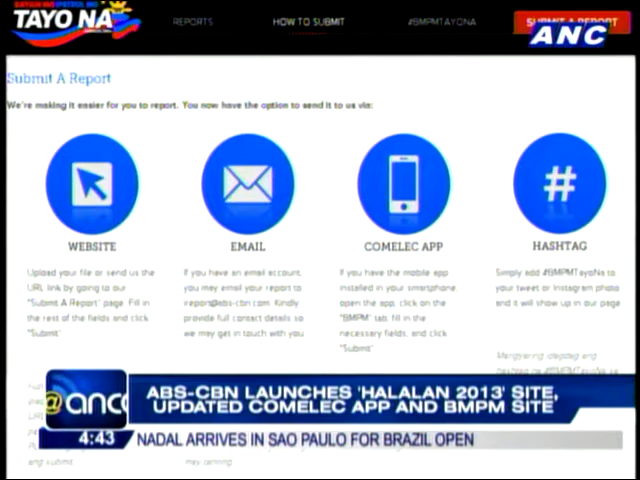 BAYAN MO IPATROL MO
TAYO NA
REPORTS
HOW TO SUBMIT
#BMPMTAYONA
SUBMIT A REPORT
ANC
Submit A Report
We're making it easier for you to report. You now have the option to send it to us via:
#
WEBSITE
EMAIL
COMELEC APP
HASHTAG
Upload your file or send us the
URL link by going to our
"Submit A Report" page. Fill in
the rest of the fields and click
"Submit"
If you have an email account,
you may email your report to
ireport@abs-cbn.com. Kindly
provide full contact details so
we may get in touch with you
If you have the mobile app
installed in your smartphone,
open the app, click on the
"BMPM" tab, fill in the
necessary fields, and click
"Submit"
Simply add #BMPMTayoNa to
your tweet or Instagram photo
and it will show up in our page
@anc
ABS-CBN LAUNCHES 'HALALAN 2013' SITE,
UPDATED COMELEC APP AND BMPM SITE
4:43
NADAL ARRIVES IN SAO PAULO FOR BRAZIL OPEN
ang submit